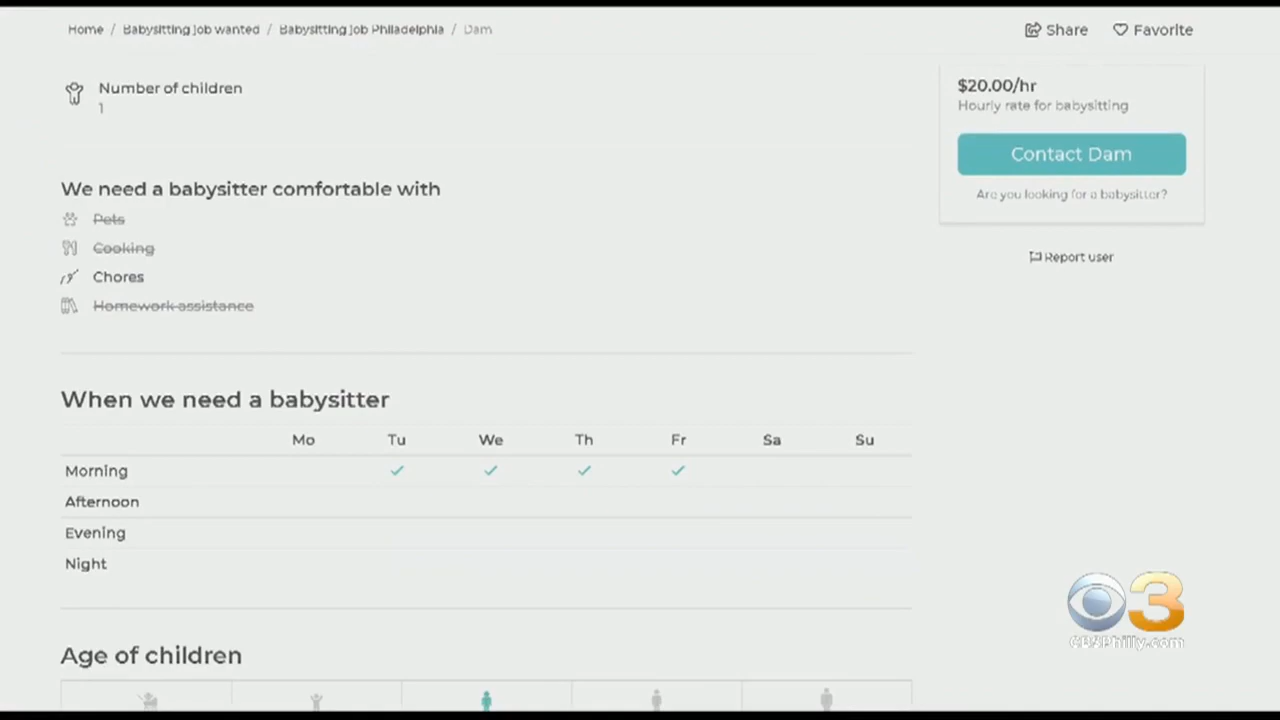 Home / Babysitting job wanted / Babysitting job Philadelphia / Dam
Share Favorite
Number of children
1
$20.00/hr
Hourly rate for babysitting
Contact Dam
Are you looking for a babysitter?
Report user
We need a babysitter comfortable with
Pets
Cooking
Chores
Homework assistance
When we need a babysitter
Mo Tu We Th Fr Sa Su
Morning
Afternoon
Evening
Night
Age of children
3
CBSPhilly.com